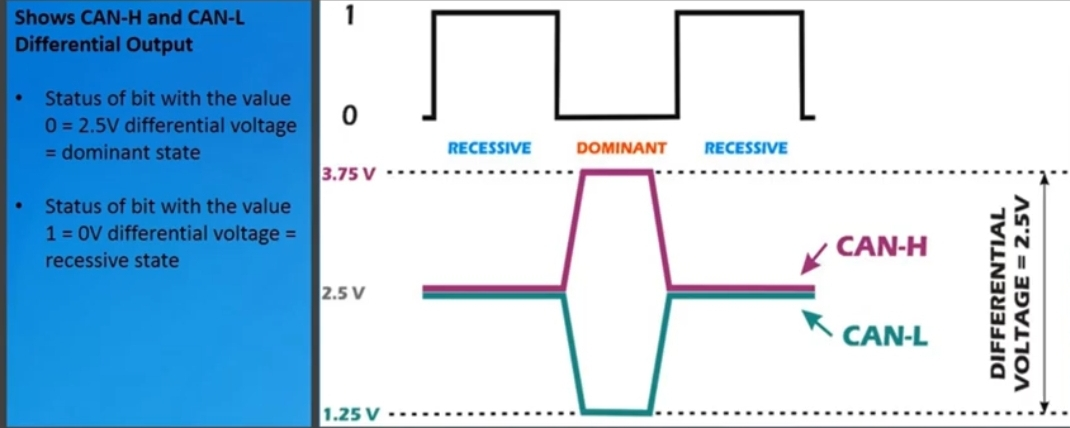 Shows CAN-H and CAN-L
Differential Output
• Status of bit with the value
0 = 2.5V differential voltage
= dominant state
• Status of bit with the value
1 = 0V differential voltage =
recessive state
1
0
RECESSIVE DOMINANT RECESSIVE
3.75 V
CAN-H
2.5 V
CAN-L
1.25 V
DIFFERENTIAL
VOLTAGE = 2.5V